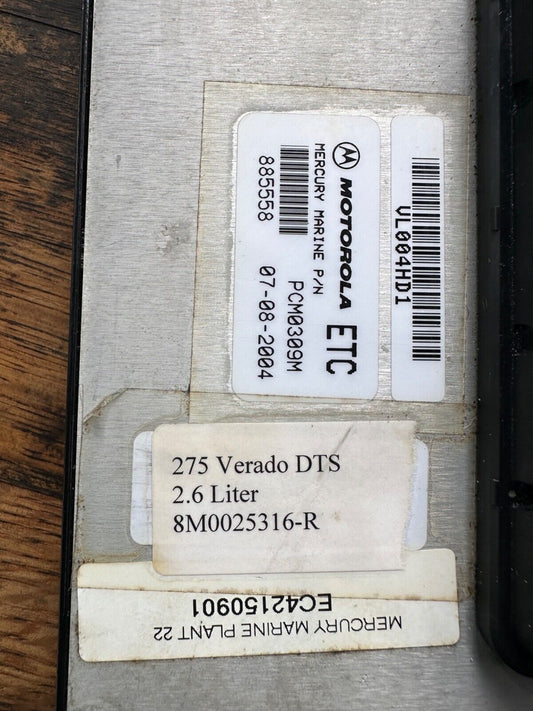 VL004HD1
MOTOROLA ETC
MERCURY MARINE P/N
PCM0309M
885558
07-08-2004
275 Verado DTS
2.6 Liter
8M0025316-R
MERCURY MARINE PLANT 22
EC42150901